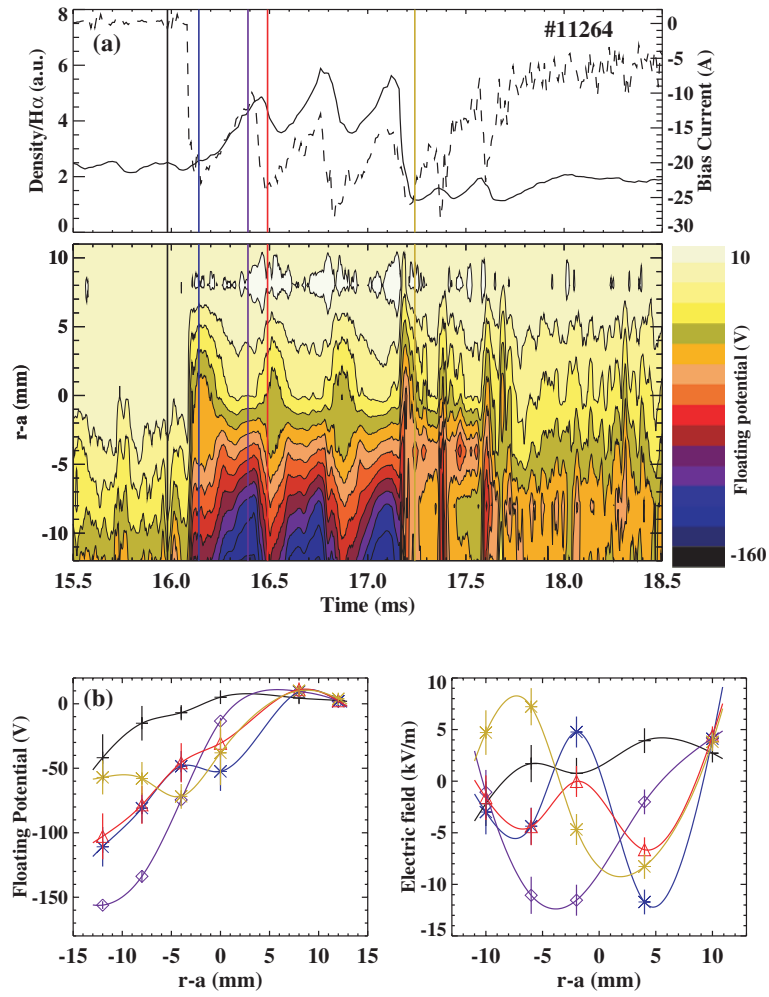 (a)
#11264
Density/Hα (a.u.)
8
6
4
2
0
0
-5
-10
-15
-20
-25
-30
Bias Current (A)
r-a (mm)
10
5
0
-5
-10
10
-160
Floating potential (V)
15.5 16.0 16.5 17.0 17.5 18.0 18.5
Time (ms)
(b)
Floating Potential (V)
0
-50
-100
-150
-15 -10 -5 0 5 10 15
r-a (mm)
Electric field (kV/m)
10
5
0
-5
-10
-15
-10 -5 0 5 10
r-a (mm)